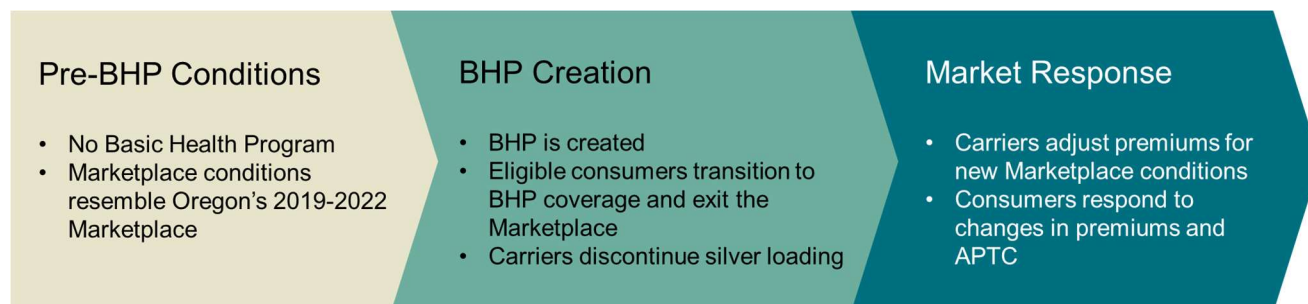 Pre-BHP Conditions
• No Basic Health Program
• Marketplace conditions
resemble Oregon's 2019-2022
Marketplace
BHP Creation
• BHP is created
• Eligible consumers transition to
BHP coverage and exit the
Marketplace
• Carriers discontinue silver loading
Market Response
• Carriers adjust premiums for
new Marketplace conditions
• Consumers respond to
changes in premiums and
APTC